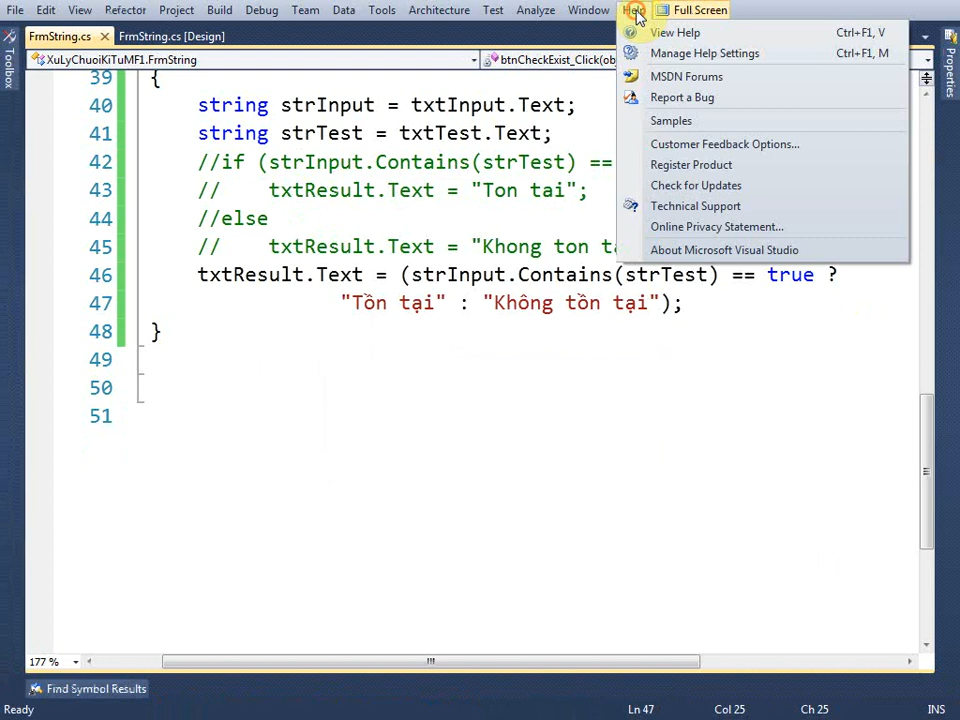 File Edit View Refactor Project Build Debug Team Data Tools Architecture Test Analyze Window Help Full Screen
FrmString.cs FrmString.cs [Design]
XuLyChuoiKiTuMF1.FrmString btnCheckExist_Click(ob
View Help Ctrl+F1, V
Manage Help Settings Ctrl+F1, M
MSDN Forums
Report a Bug
Samples
Customer Feedback Options...
Register Product
Check for Updates
Technical Support
Online Privacy Statement...
About Microsoft Visual Studio
Toolbox
Properties
39 {
40 string strInput = txtInput.Text;
41 string strTest = txtTest.Text;
42 //if (strInput.Contains(strTest) ==
43 // txtResult.Text = "Ton tai";
44 //else
45 // txtResult.Text = "Khong ton ta
46 txtResult.Text = (strInput.Contains(strTest) == true ?
47 "Tồn tại" : "Không tồn tại");
48 }
49
50
51
177 %
Find Symbol Results
Ready Ln 47 Col 25 Ch 25 INS